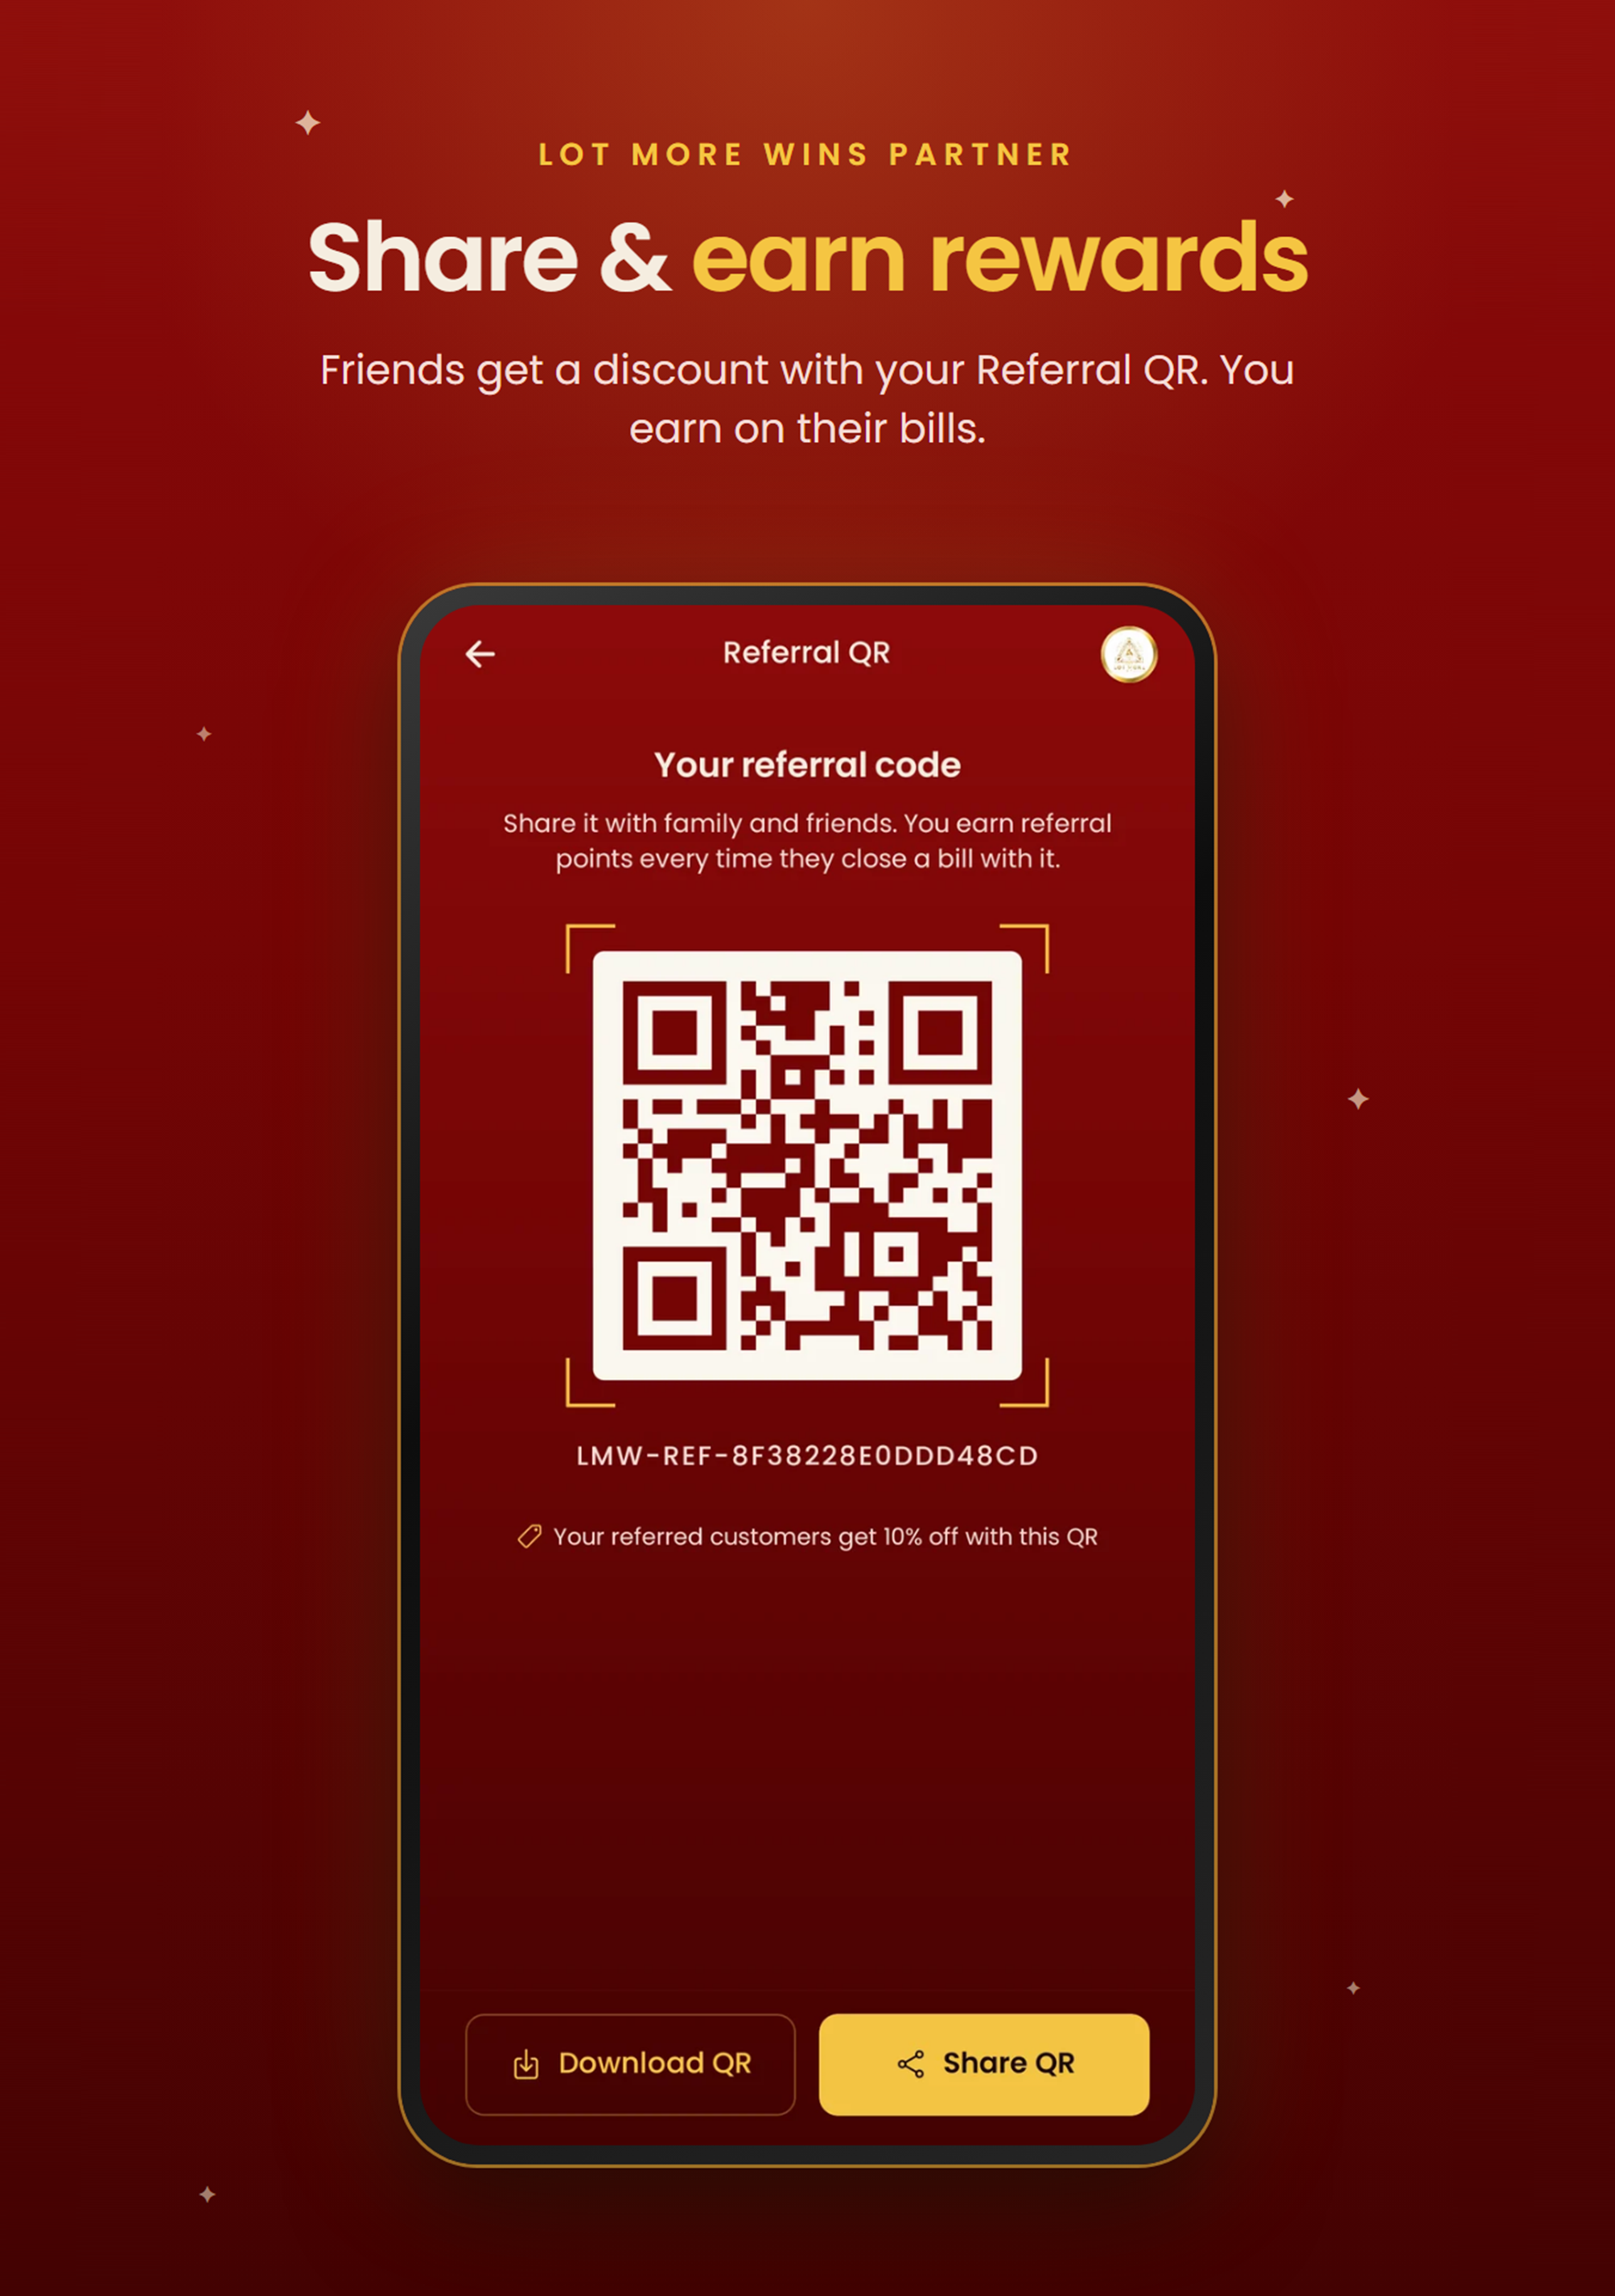 LOT MORE WINS PARTNER
Share & earn rewards
Friends get a discount with your Referral QR. You
earn on their bills.
Referral QR
Your referral code
Share it with family and friends. You earn referral
points every time they close a bill with it.
LMW-REF-8F38228E0DDD48CD
Your referred customers get 10% off with this QR
Download QR
Share QR